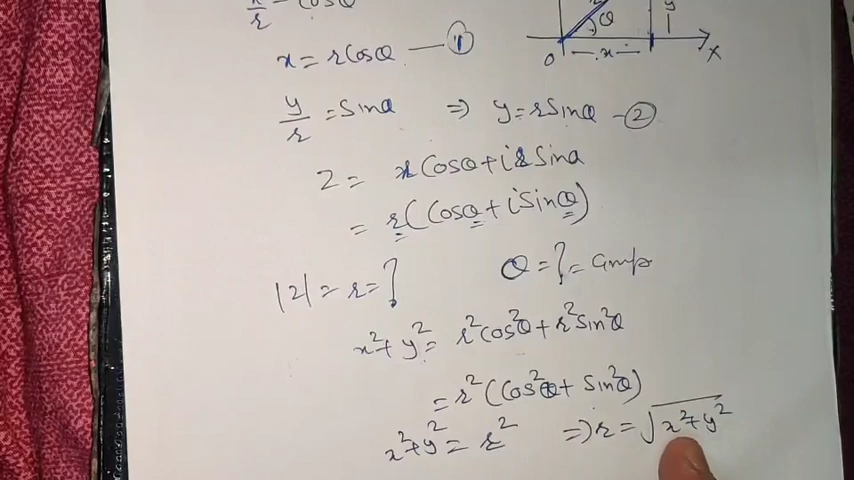 x/r = Cosθ
y
θ
x = r Cosθ — ①
O x X
y/r = Sinθ ⇒ y = r Sinθ - ②
Z = r Cosθ + i r Sinθ
= r (Cosθ + i Sinθ)
|Z| = r = ? θ = ? = amp
x² + y² = r² cos²θ + r² sin²θ
= r² (Cos²θ + Sin²θ)
x² + y² = r² ⇒ r = √x² + y²